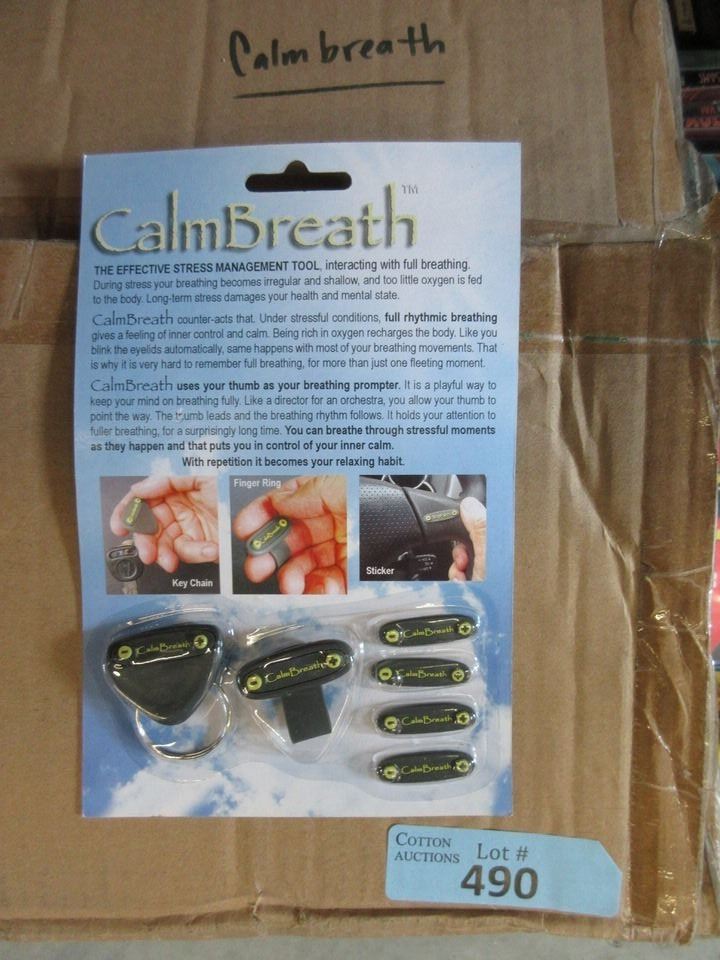 Calm breath
CalmBreath™
THE EFFECTIVE STRESS MANAGEMENT TOOL, interacting with full breathing.
During stress your breathing becomes irregular and shallow, and too little oxygen is fed
to the body. Long-term stress damages your health and mental state.
CalmBreath counter-acts that. Under stressful conditions, full rhythmic breathing
gives a feeling of inner control and calm. Being rich in oxygen recharges the body. Like you
blink the eyelids automatically, same happens with most of your breathing movements. That
is why it is very hard to remember full breathing, for more than just one fleeting moment.
CalmBreath uses your thumb as your breathing prompter. It is a playful way to
keep your mind on breathing fully. Like a director for an orchestra, you allow your thumb to
point the way. The thumb leads and the breathing rhythm follows. It holds your attention to
fuller breathing, for a surprisingly long time. You can breathe through stressful moments
as they happen and that puts you in control of your inner calm.
With repetition it becomes your relaxing habit.
Key Chain
Finger Ring
Sticker
CalmBreath
CalmBreath
CalmBreath
CalmBreath
CalmBreath
CalmBreath
COTTON
AUCTIONS
Lot #
490